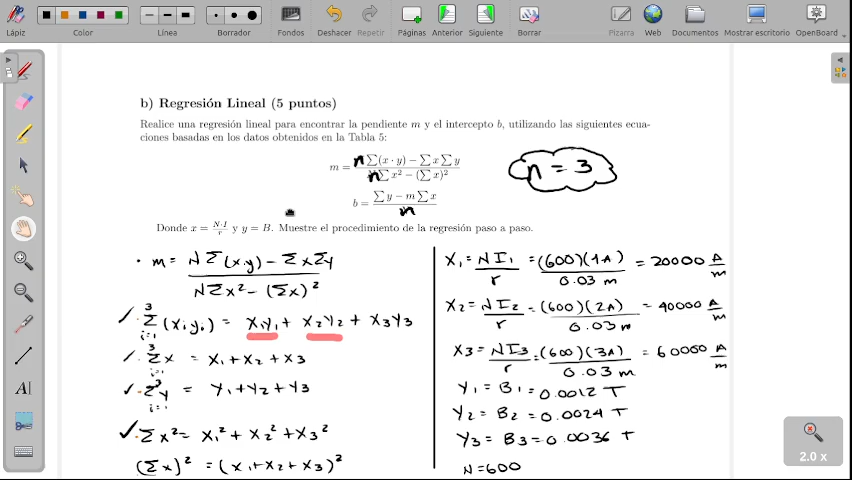 Lápiz Color Línea Borrador Fondos Deshacer Repetir Páginas Anterior Siguiente Borrar Pizarra Web Documentos Mostrar escritorio OpenBoard
b) Regresión Lineal (5 puntos)
Realice una regresión lineal para encontrar la pendiente m y el intercepto b, utilizando las siguientes ecua-
ciones basadas en los datos obtenidos en la Tabla 5:
m = n∑(x · y) − ∑x∑y / n∑x² − (∑x)²
n = 3
b = ∑y − m∑x / n
Donde x = N·I/r y y = B. Muestre el procedimiento de la regresión paso a paso.
• m = N∑(x·y) − ∑x∑y / N∑x² − (∑x)²
✓ 3∑i=1 (xᵢyᵢ) = x₁y₁ + x₂y₂ + x₃y₃
✓ 3∑i=1 x = x₁+x₂+x₃
✓ 3∑i=1 y = y₁+y₂+y₃
✓ ∑x² = x₁² + x₂² + x₃²
(∑x)² = (x₁+x₂+x₃)²
x₁ = NI₁/r = (600)(1A)/0.03 m = 20000 A/m
x₂ = NI₂/r = (600)(2A)/0.03 m = 40000 A/m
x₃ = NI₃/r = (600)(3A)/0.03 m = 60000 A/m
y₁ = B₁ = 0.0012 T
y₂ = B₂ = 0.0024 T
y₃ = B₃ = 0.0036 T
N=600
A
2.0 x